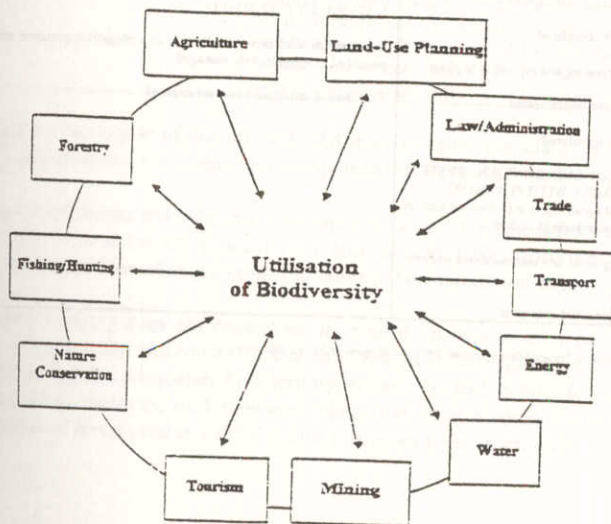 Agriculture
Land-Use Planning
Law/Administration
Forestry
Trade
Fishing/Hunting
Utilisation
of Biodiversity
Transport
Nature
Conservation
Energy
Water
Tourism
Mining